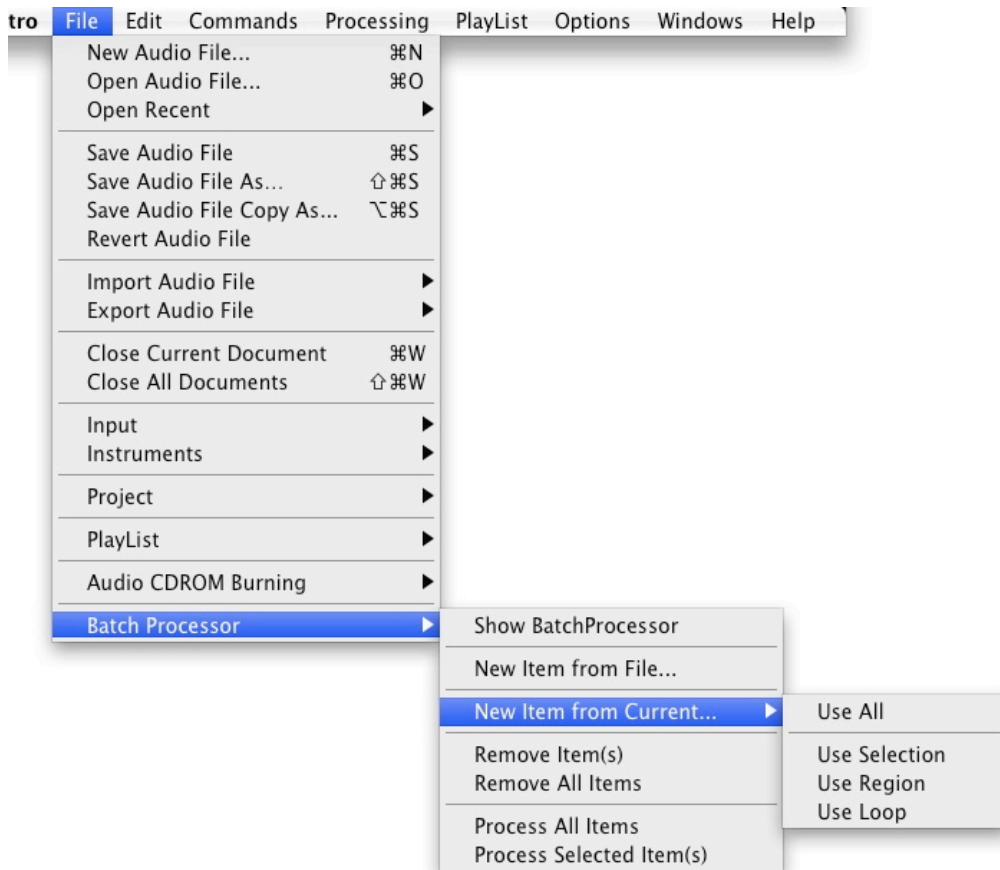 tro File Edit Commands Processing PlayList Options Windows Help
New Audio File... ⌘N
Open Audio File... ⌘O
Open Recent
Save Audio File ⌘S
Save Audio File As... ⇧⌘S
Save Audio File Copy As... ⌥⌘S
Revert Audio File
Import Audio File
Export Audio File
Close Current Document ⌘W
Close All Documents ⇧⌘W
Input
Instruments
Project
PlayList
Audio CDROM Burning
Batch Processor
Show BatchProcessor
New Item from File...
New Item from Current...
Remove Item(s)
Remove All Items
Process All Items
Process Selected Item(s)
Use All
Use Selection
Use Region
Use Loop